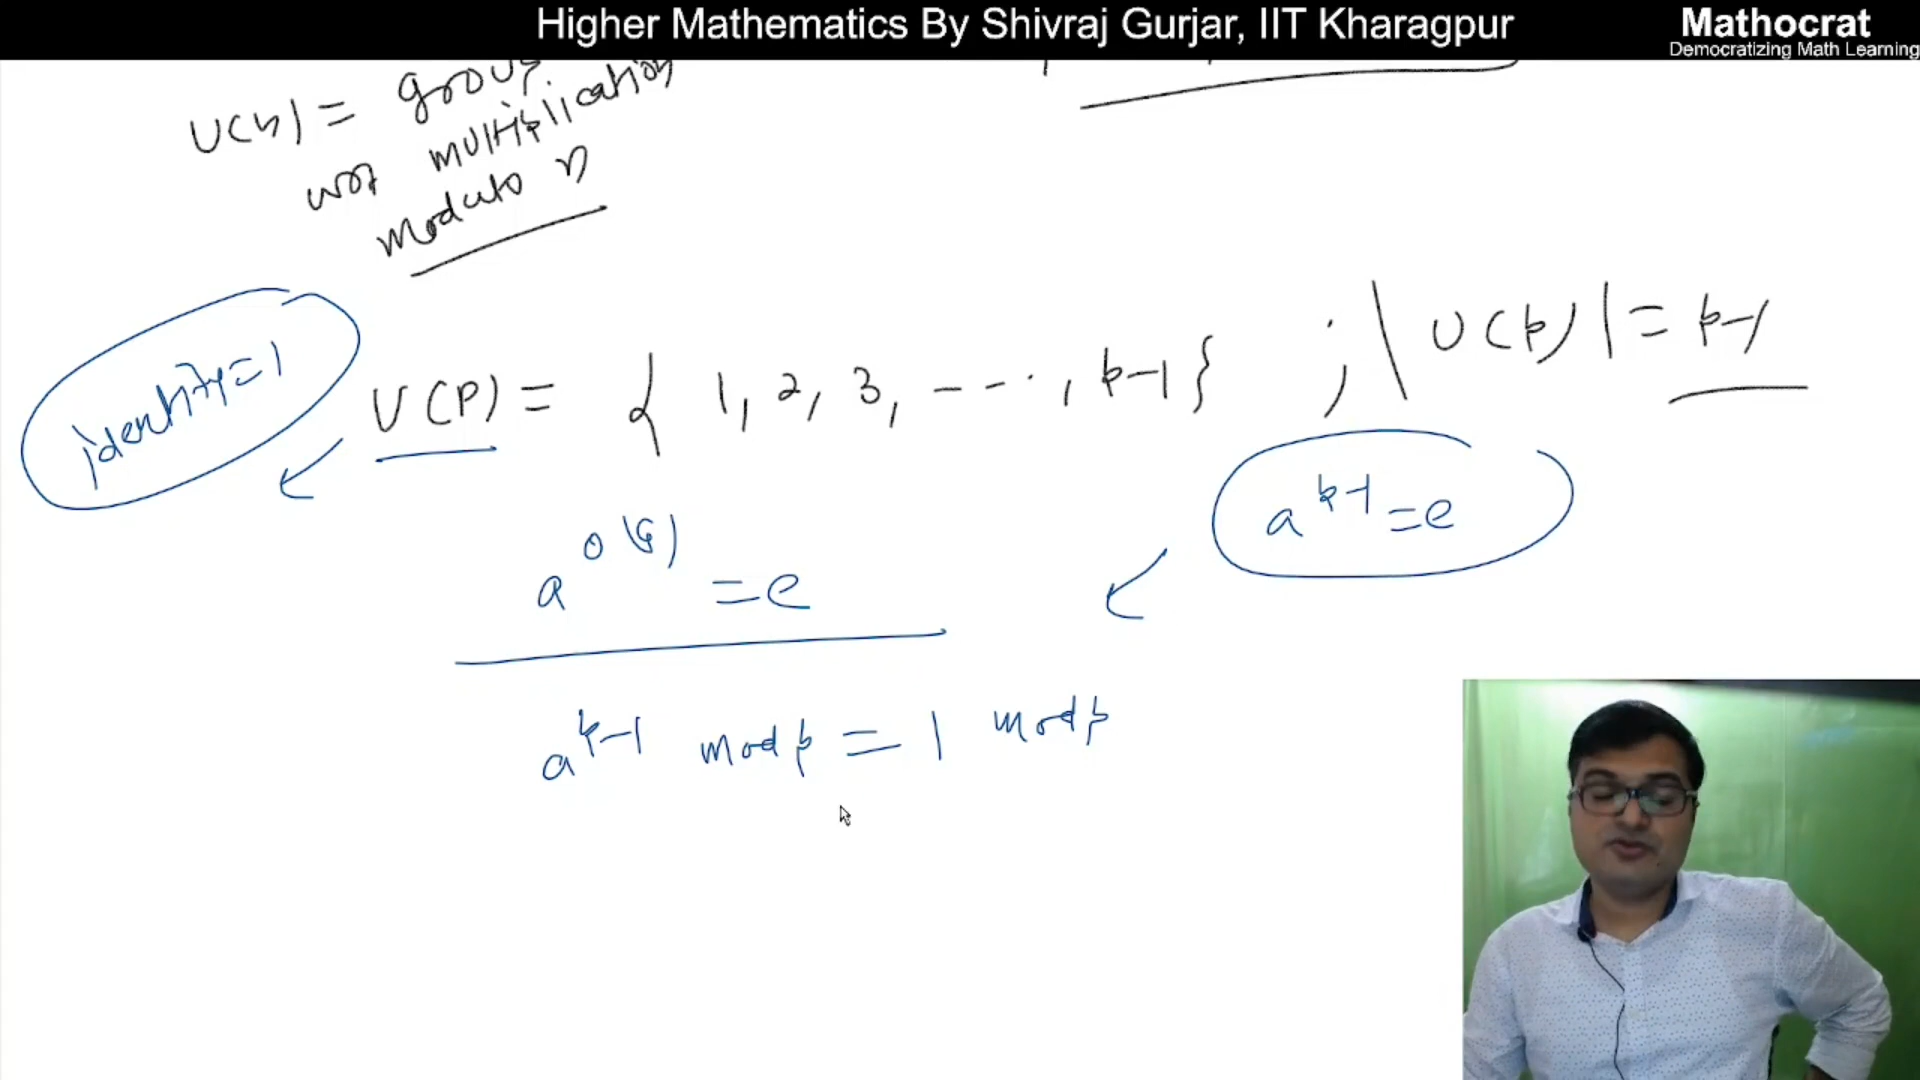 Higher Mathematics By Shivraj Gurjar, IIT Kharagpur
Mathocrat
Democratizing Math Learning
U(n) = group
wrt multiplication
modulo n
identity = 1
U(P) = { 1, 2, 3, ---, p-1 } ; |U(p)| = p-1
a^{p-1} = e
a^{o(G)} = e
a^{p-1} mod p = 1 mod p